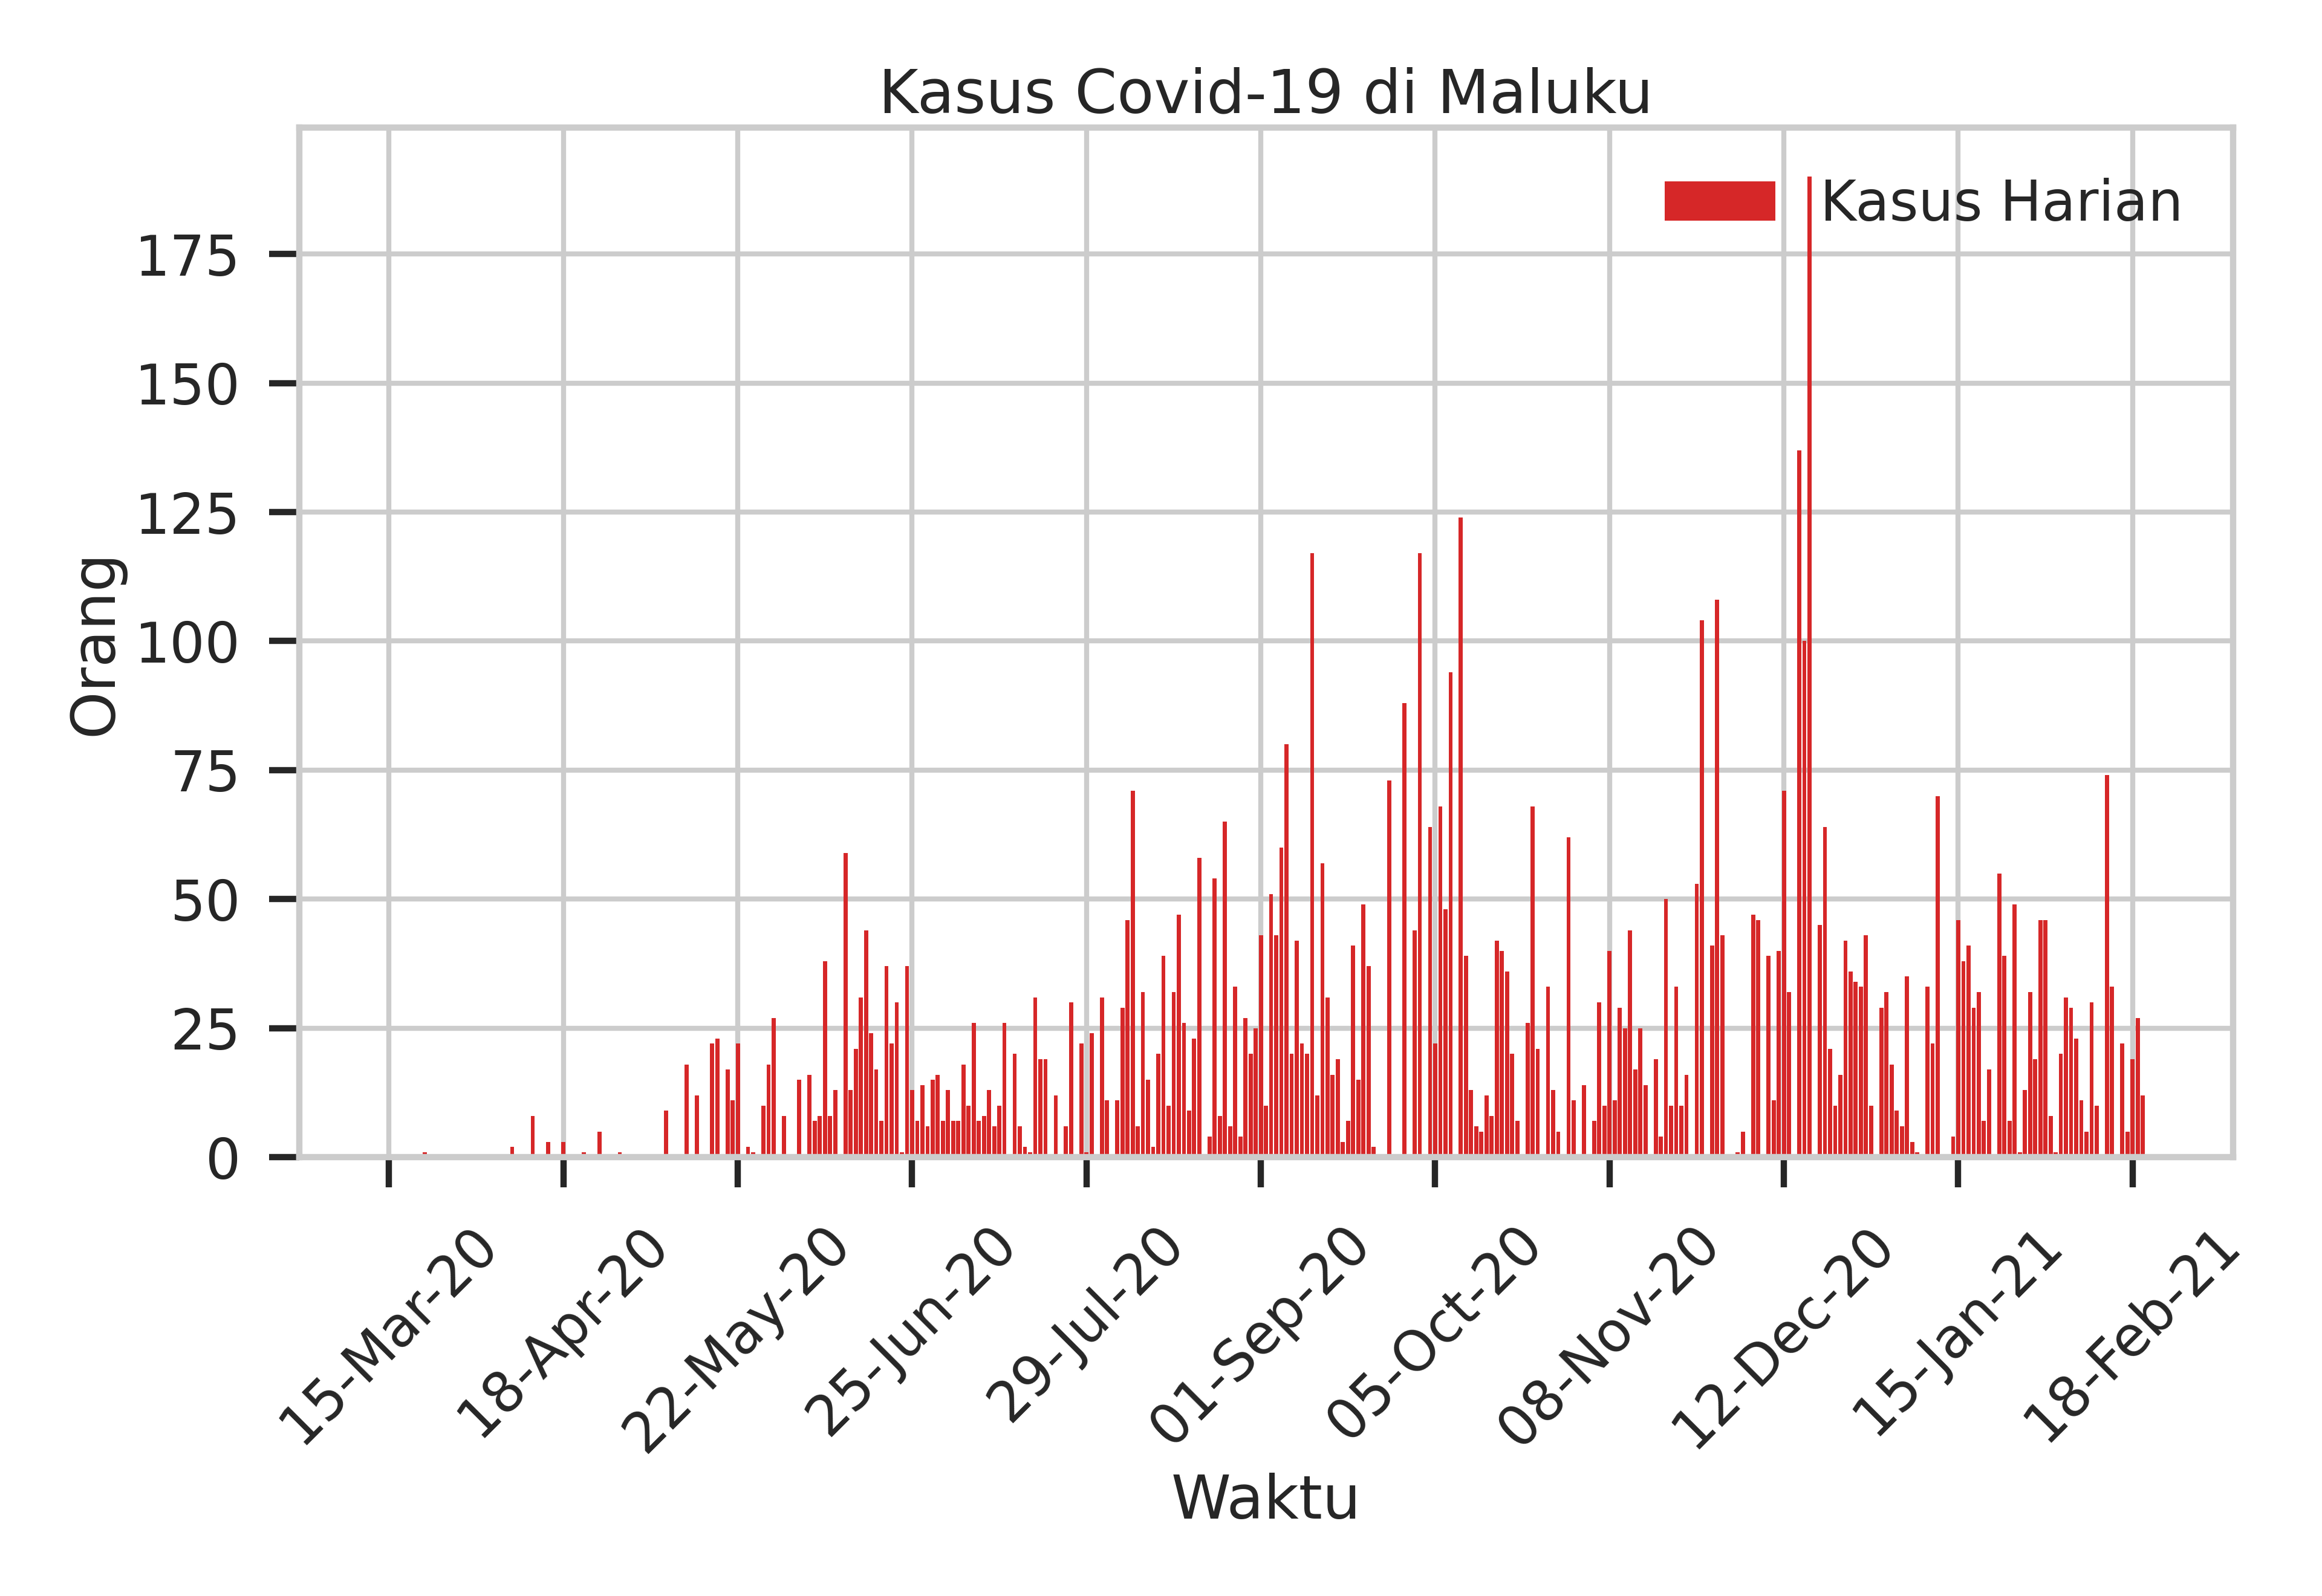 Kasus Covid-19 di Maluku
Kasus Harian
Orang
175
150
125
100
75
50
25
0
15-Mar-20
18-Apr-20
22-May-20
25-Jun-20
29-Jul-20
01-Sep-20
05-Oct-20
08-Nov-20
12-Dec-20
15-Jan-21
18-Feb-21
Waktu